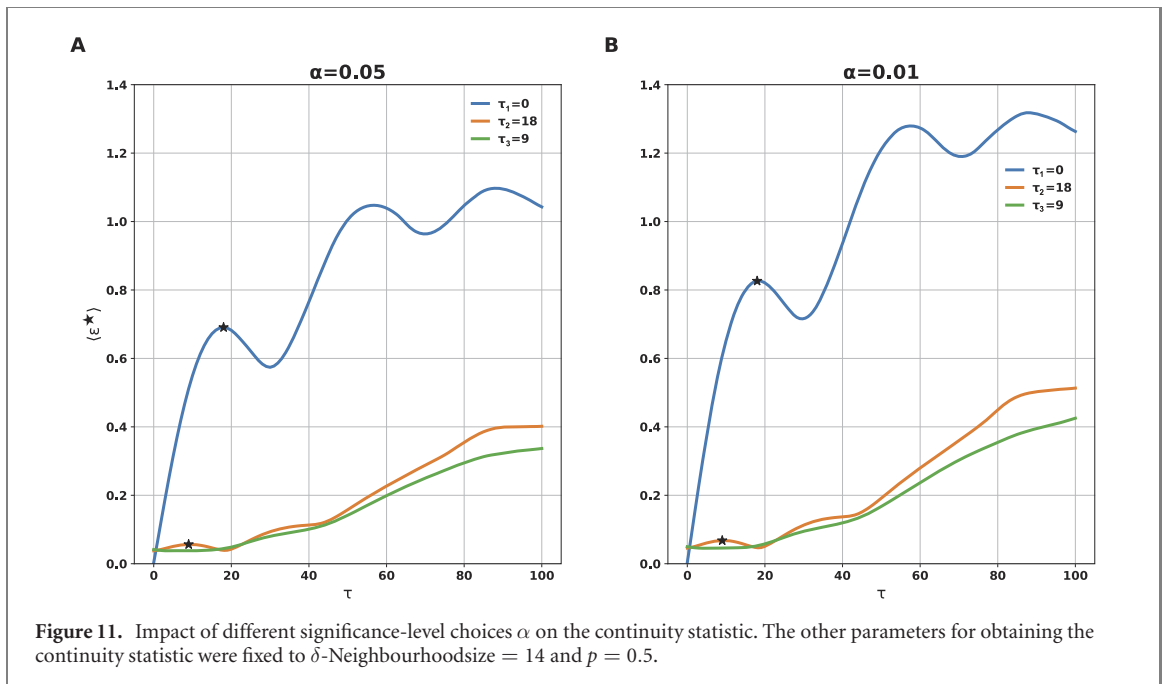 A
α=0.05
1.4
1.2
1.0
0.8
0.6
0.4
0.2
0.0
⟨ε★⟩
τ₁=0
τ₂=18
τ₃=9
0 20 40 60 80 100
τ
B
α=0.01
1.4
1.2
1.0
0.8
0.6
0.4
0.2
0.0
τ₁=0
τ₂=18
τ₃=9
0 20 40 60 80 100
τ
Figure 11. Impact of different significance-level choices α on the continuity statistic. The other parameters for obtaining the
continuity statistic were fixed to δ-Neighbourhoodsize = 14 and p = 0.5.